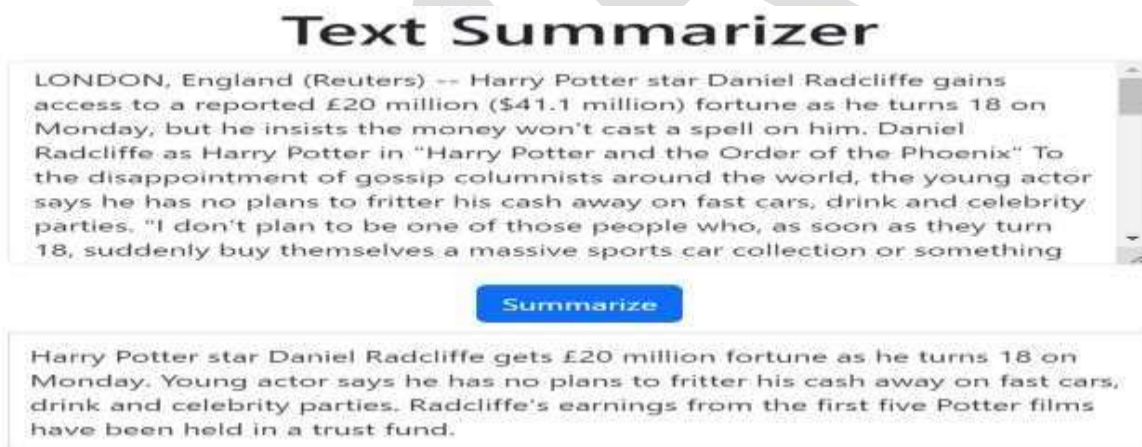 Text Summarizer
LONDON, England (Reuters) -- Harry Potter star Daniel Radcliffe gains
access to a reported £20 million ($41.1 million) fortune as he turns 18 on
Monday, but he insists the money won't cast a spell on him. Daniel
Radcliffe as Harry Potter in "Harry Potter and the Order of the Phoenix" To
the disappointment of gossip columnists around the world, the young actor
says he has no plans to fritter his cash away on fast cars, drink and celebrity
parties. "I don't plan to be one of those people who, as soon as they turn
18, suddenly buy themselves a massive sports car collection or something
Summarize
Harry Potter star Daniel Radcliffe gets £20 million fortune as he turns 18 on
Monday. Young actor says he has no plans to fritter his cash away on fast cars,
drink and celebrity parties. Radcliffe's earnings from the first five Potter films
have been held in a trust fund.